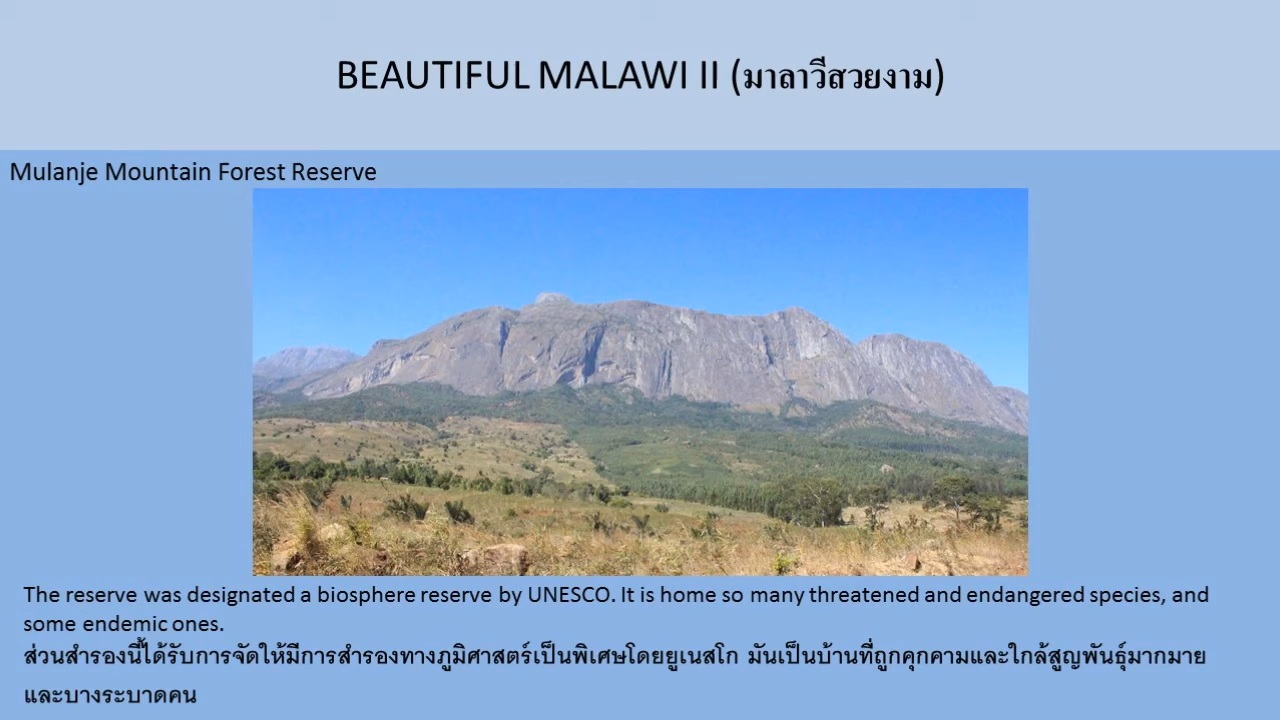 BEAUTIFUL MALAWI II (มาลาวีสวยงาม)
Mulanje Mountain Forest Reserve
The reserve was designated a biosphere reserve by UNESCO. It is home so many threatened and endangered species, and
some endemic ones.
ส่วนสำรองนี้ได้รับการจัดให้มีการสำรองทางภูมิศาสตร์เป็นพิเศษโดยยูเนสโก มันเป็นบ้านที่ถูกคุกคามและใกล้สูญพันธุ์มากมาย
และบางระบาดคน